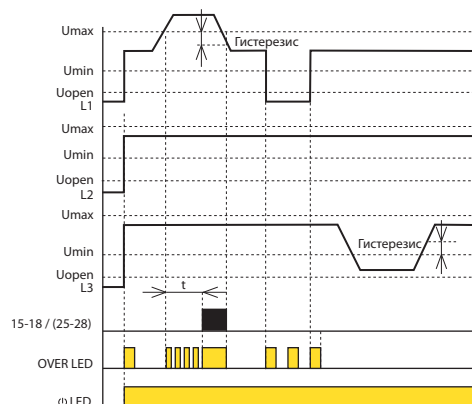 Umax
Гистерезис
Umin
Uopen
L1
Umax
Umin
Uopen
L2
Umax
Гистерезис
Umin
Uopen
L3
t
15-18 / (25-28)
OVER LED
LED